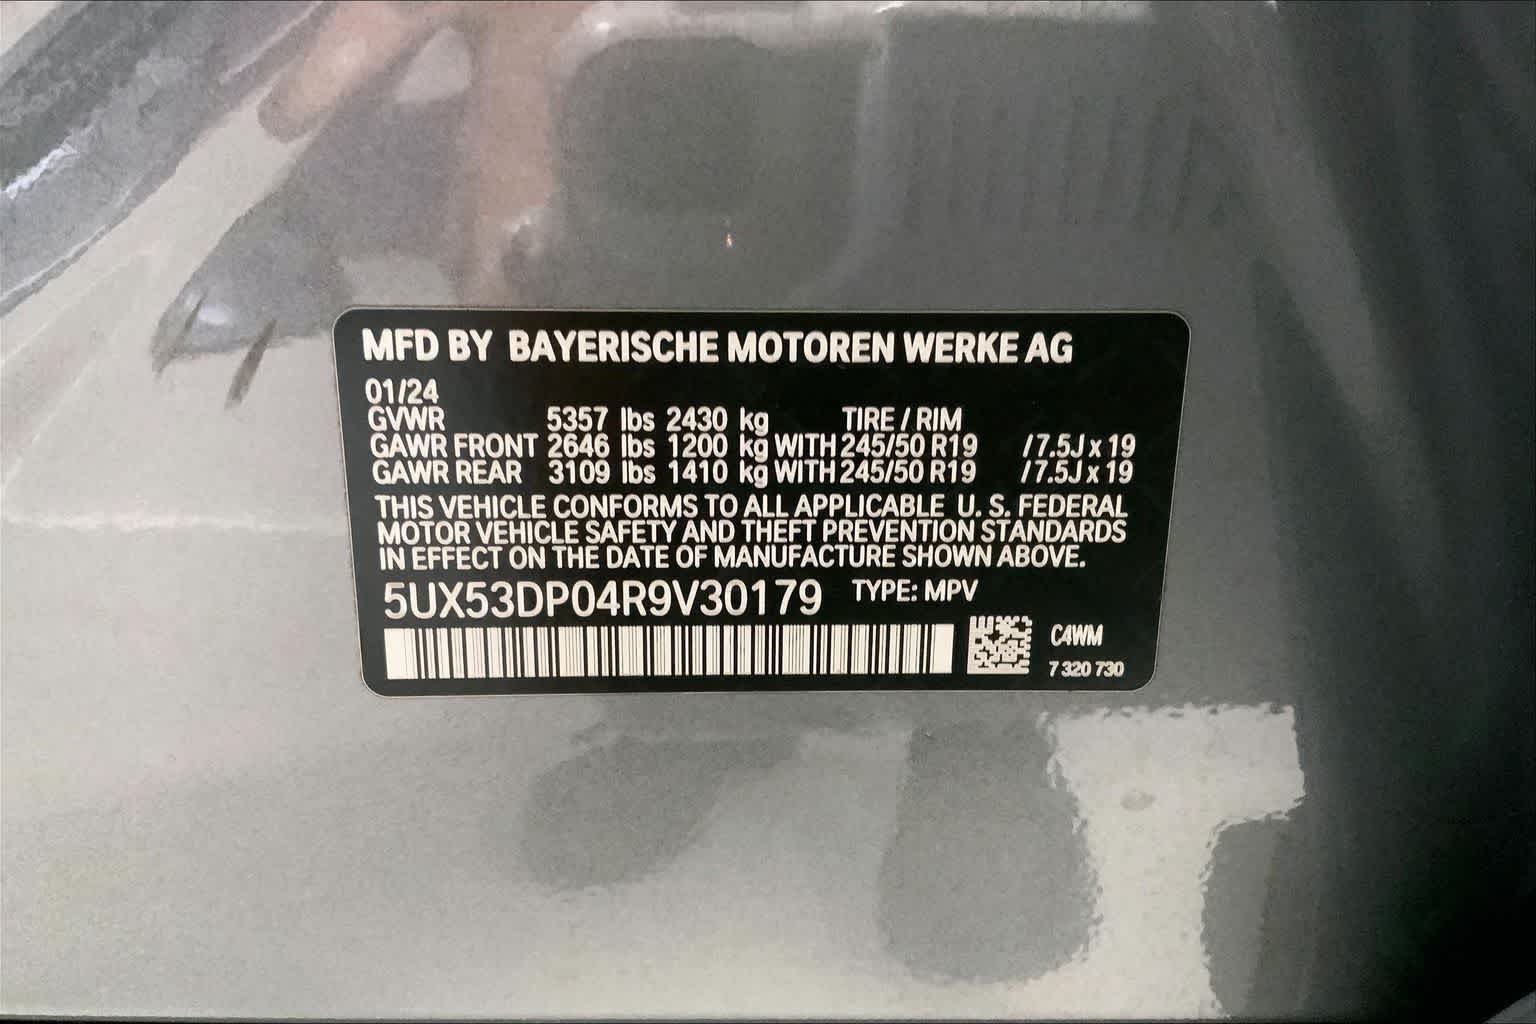 MFD BY BAYERISCHE MOTOREN WERKE AG
01/24
GVWR 5357 lbs 2430 kg TIRE / RIM
GAWR FRONT 2646 lbs 1200 kg WITH 245/50 R19 /7.5J x 19
GAWR REAR 3109 lbs 1410 kg WITH 245/50 R19 /7.5J x 19
THIS VEHICLE CONFORMS TO ALL APPLICABLE U. S. FEDERAL
MOTOR VEHICLE SAFETY AND THEFT PREVENTION STANDARDS
IN EFFECT ON THE DATE OF MANUFACTURE SHOWN ABOVE.
5UX53DP04R9V30179 TYPE: MPV
C4WM
7 320 730